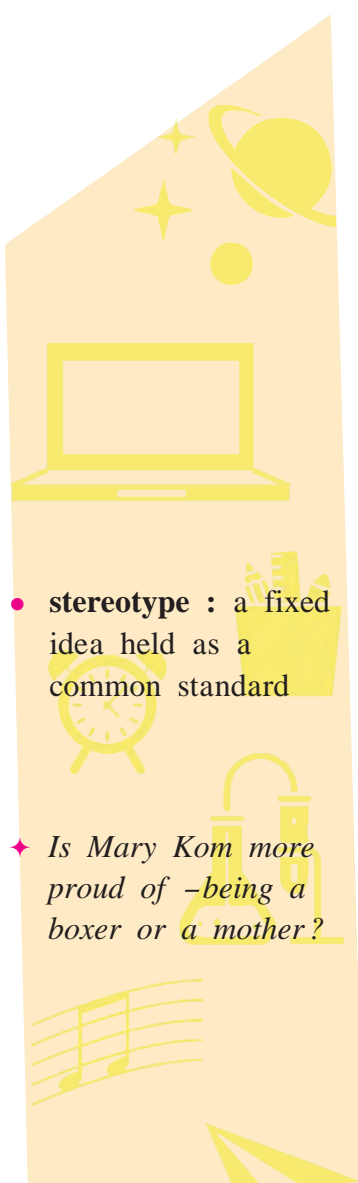 • stereotype : a fixed
idea held as a
common standard
✦ Is Mary Kom more
proud of –being a
boxer or a mother?